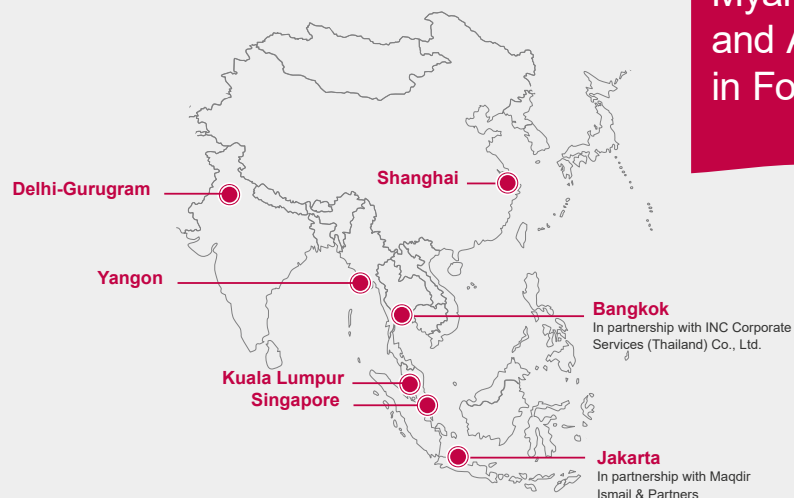 and
in
Delhi-Gurugram
Shanghai
Yangon
Bangkok
In partnership with INC Corporate
Services (Thailand) Co., Ltd.
Kuala Lumpur
Singapore
Jakarta
In partnership with Maqdir
Ismail & Partners